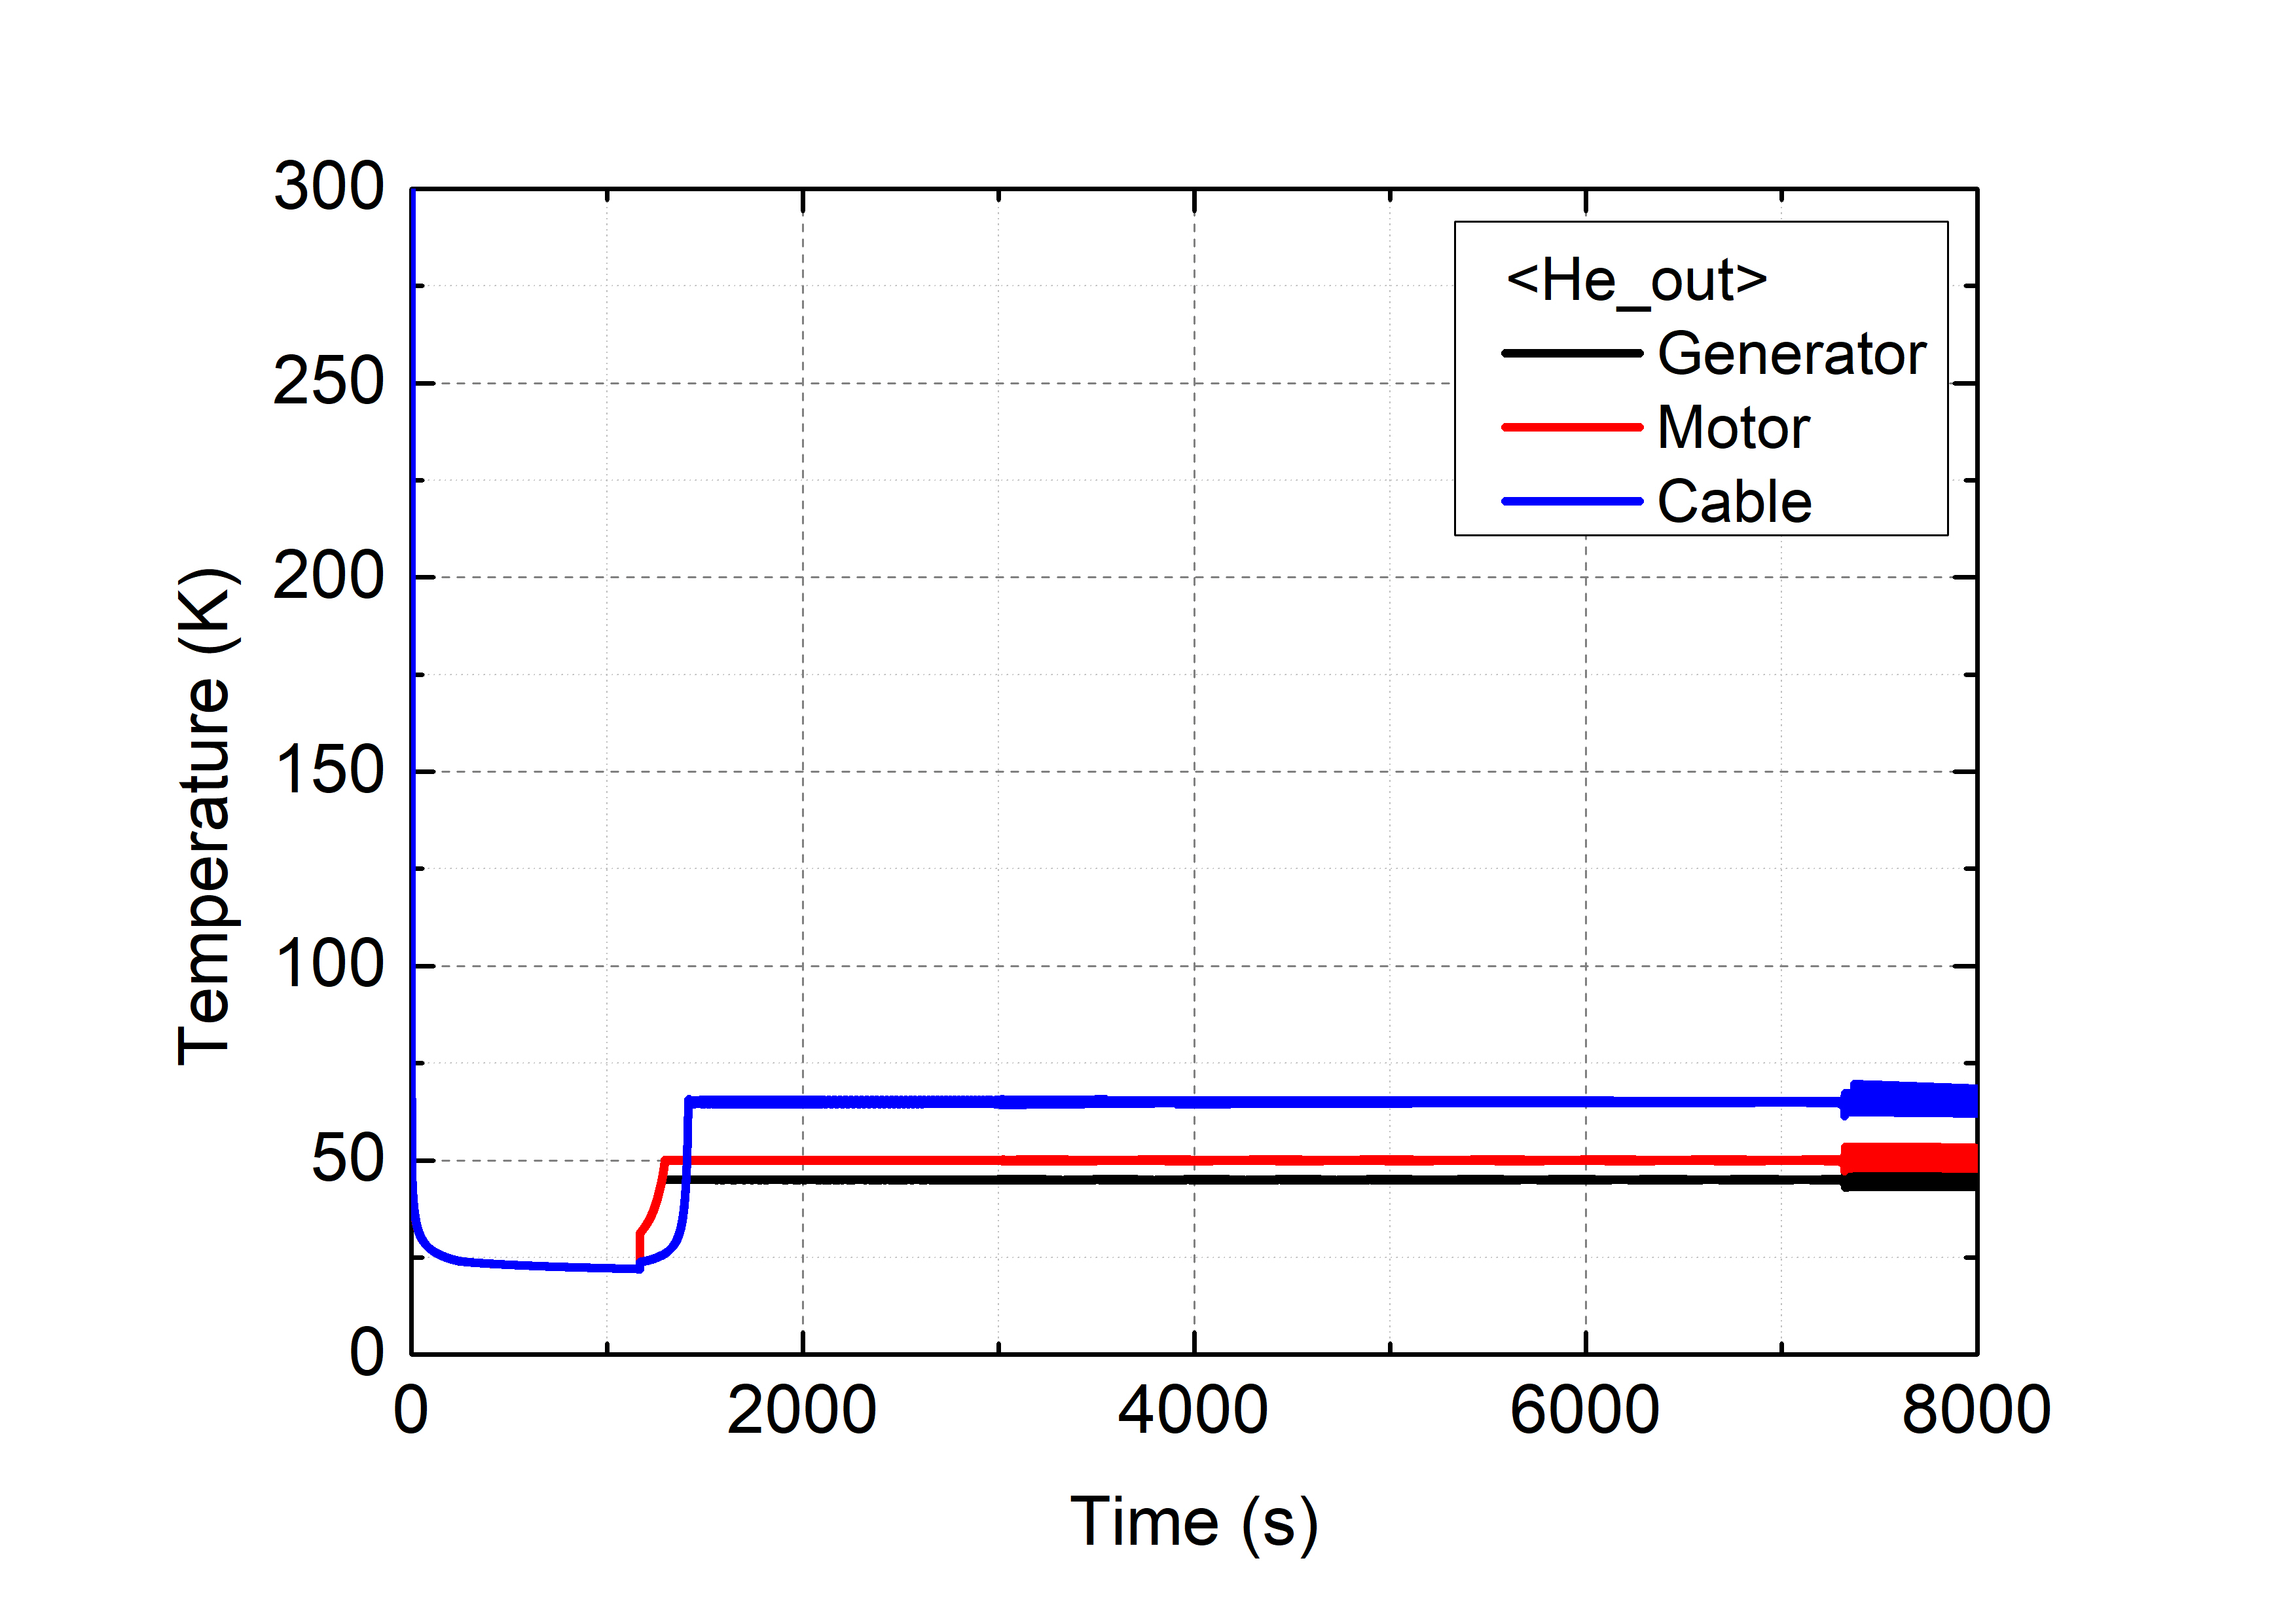 300
250
200
150
100
50
0
Temperature (K)
<He_out>
Generator
Motor
Cable
0 2000 4000 6000 8000
Time (s)